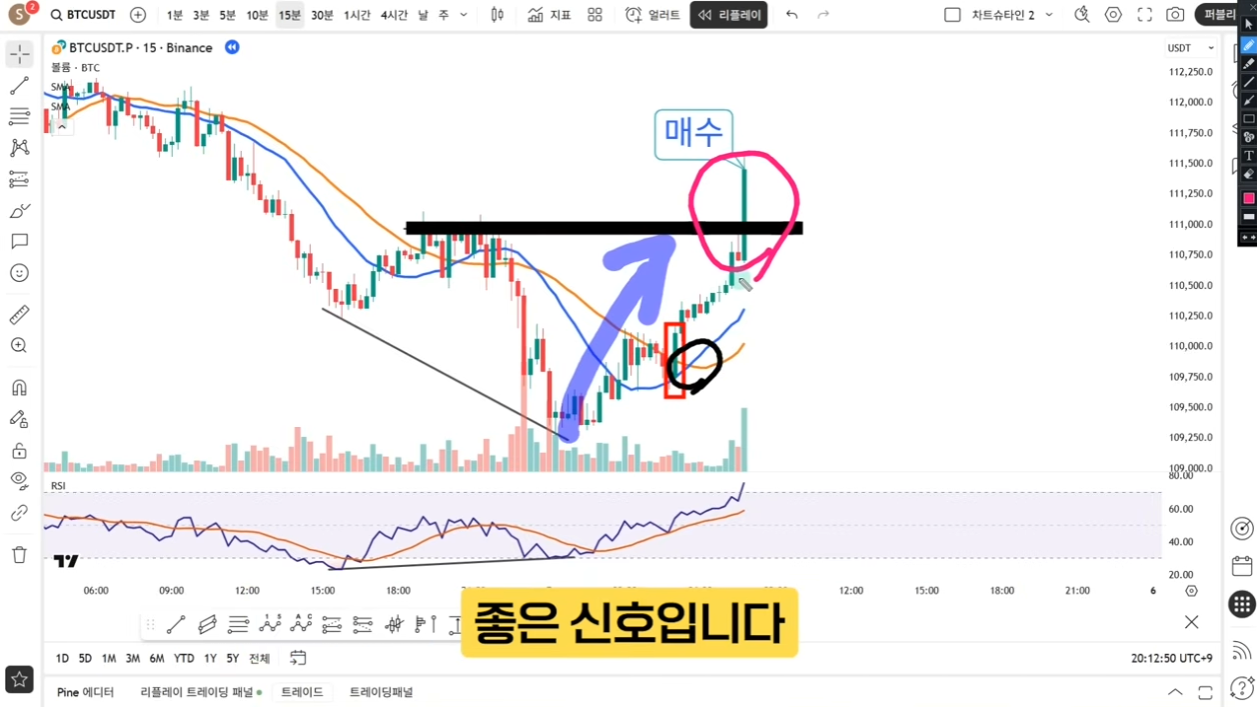 S 2 BTCUSDT 1분 3분 5분 10분 15분 30분 1시간 4시간 날 주 지표 얼러트 리플레이 차트슈타인 2 퍼블리
BTCUSDT.P · 15 · Binance
USDT
볼륨 · BTC
SMA
SMA
112,250.0
112,000.0
111,750.0
111,500.0
111,250.0
111,000.0
110,750.0
110,500.0
110,250.0
110,000.0
109,750.0
109,500.0
109,250.0
109,000.0
매수
RSI
80.00
60.00
40.00
20.00
06:00 09:00 12:00 15:00 18:00 12:00 15:00 18:00 21:00 6
좋은 신호입니다
1D 5D 1M 3M 6M YTD 1Y 5Y 전체
20:12:50 UTC+9
Pine 에디터 리플레이 트레이딩 패널 트레이드 트레이딩패널